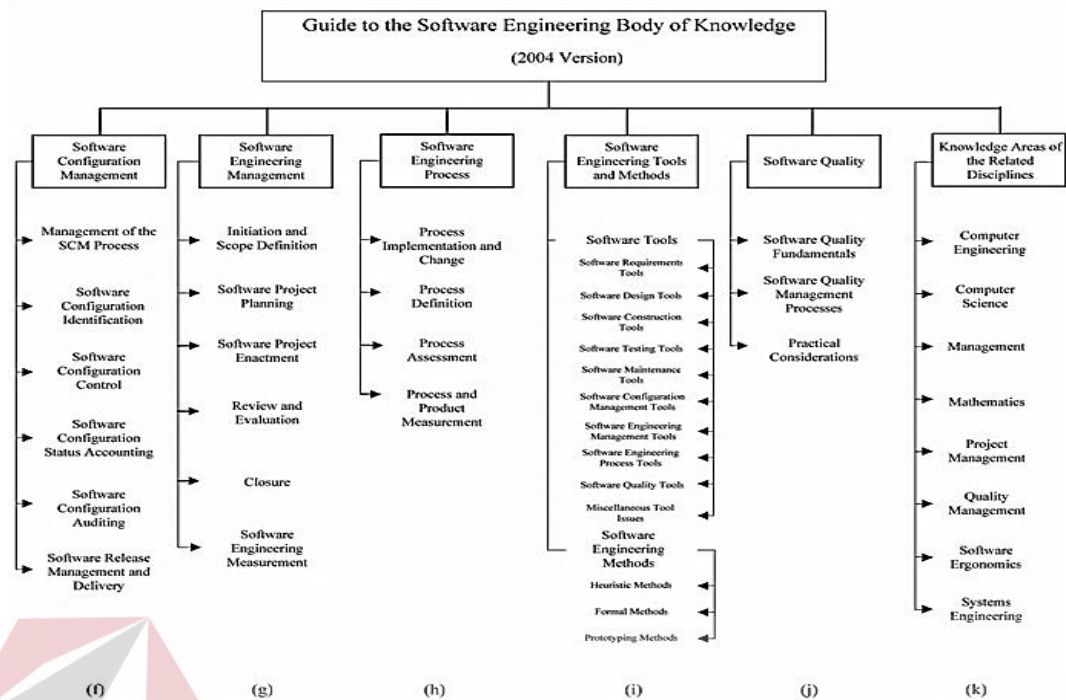 Guide to the Software Engineering Body of Knowledge
(2004 Version)
Software
Configuration
Management
Management of the
SCM Process
Software
Configuration
Identification
Software
Configuration
Control
Software
Configuration
Status Accounting
Software
Configuration
Auditing
Software Release
Management and
Delivery
(f)
Software
Engineering
Management
Initiation and
Scope Definition
Software Project
Planning
Software Project
Enactment
Review and
Evaluation
Closure
Software
Engineering
Measurement
(g)
Software
Engineering
Process
Process
Implementation and
Change
Process
Definition
Process
Assessment
Process and
Product
Measurement
(h)
Software
Engineering Tools
and Methods
Software Tools
Software Requirements
Tools
Software Design Tools
Software Construction
Tools
Software Testing Tools
Software Maintenance
Tools
Software Configuration
Management Tools
Software Engineering
Management Tools
Software Engineering
Process Tools
Software Quality Tools
Miscellaneous Tool
Issues
Software
Engineering
Methods
Heuristic Methods
Formal Methods
Prototyping Methods
(i)
Software Quality
Software Quality
Fundamentals
Software Quality
Management
Processes
Practical
Considerations
(j)
Knowledge Areas of
the Related
Disciplines
Computer
Engineering
Computer
Science
Management
Mathematics
Project
Management
Quality
Management
Software
Ergonomics
Systems
Engineering
(k)